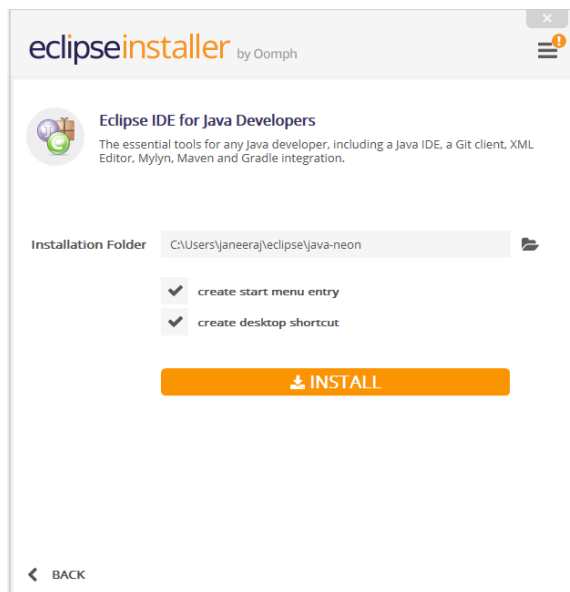 eclipseinstaller by Oomph
Eclipse IDE for Java Developers
The essential tools for any Java developer, including a Java IDE, a Git client, XML
Editor, Mylyn, Maven and Gradle integration.
Installation Folder C:\Users\janeeraj\eclipse\java-neon
create start menu entry
create desktop shortcut
INSTALL
BACK